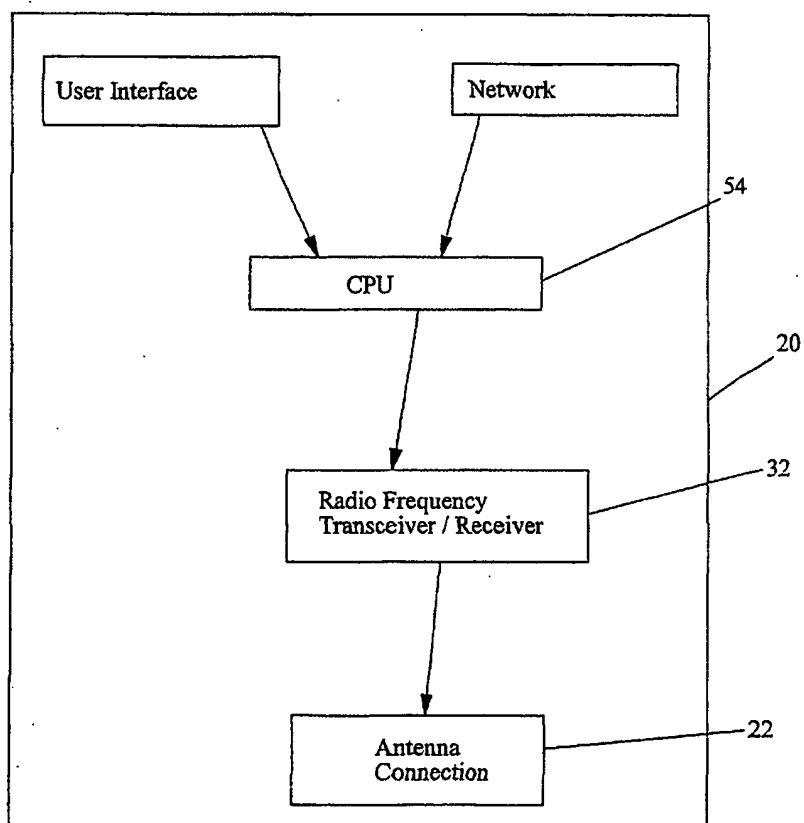 User Interface
Network
54
CPU
20
32
Radio Frequency
Transceiver / Receiver
22
Antenna
Connection